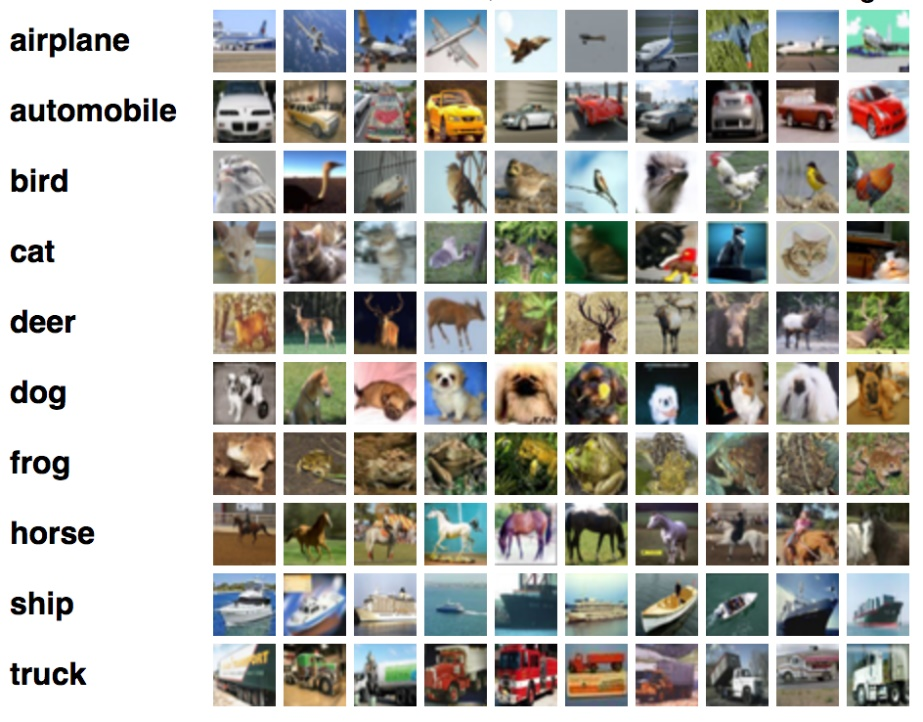 airplane
automobile
bird
cat
deer
dog
frog
horse
ship
truck